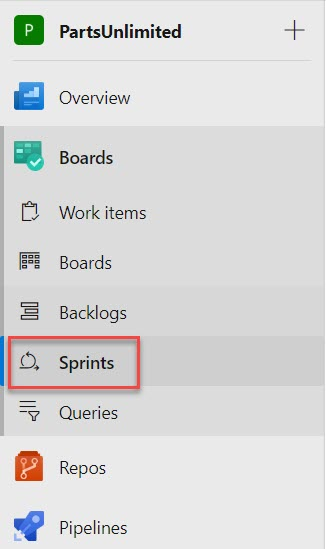 P PartsUnlimited
Overview
Boards
Work items
Boards
Backlogs
Sprints
Queries
Repos
Pipelines